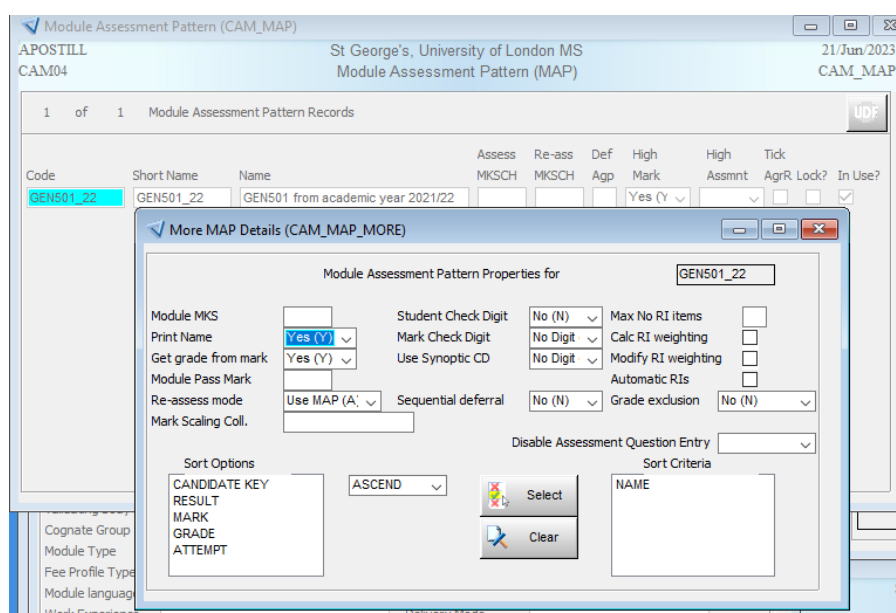 Module Assessment Pattern (CAM_MAP)
APOSTILL St George's, University of London MS 21/Jun/2023
CAM04 Module Assessment Pattern (MAP) CAM_MAP
1 of 1 Module Assessment Pattern Records UDF
Assess Re-ass Def High High Tick
Code Short Name Name MKSCH MKSCH Agp Mark Assmnt AgrR Lock? In Use?
GEN501_22 GEN501_22 GEN501 from academic year 2021/22 Yes (Y
More MAP Details (CAM_MAP_MORE)
Module Assessment Pattern Properties for GEN501_22
Module MKS Student Check Digit No (N) Max No RI items
Print Name Yes (Y) Mark Check Digit No Digit Calc RI weighting
Get grade from mark Yes (Y) Use Synoptic CD No Digit Modify RI weighting
Module Pass Mark Automatic RIs
Re-assess mode Use MAP (A) Sequential deferral No (N) Grade exclusion No (N)
Mark Scaling Coll.
Disable Assessment Question Entry
Sort Options Sort Criteria
CANDIDATE KEY ASCEND Select NAME
RESULT
MARK
GRADE Clear
ATTEMPT
Cognate Group
Module Type
Fee Profile Type
Module languag